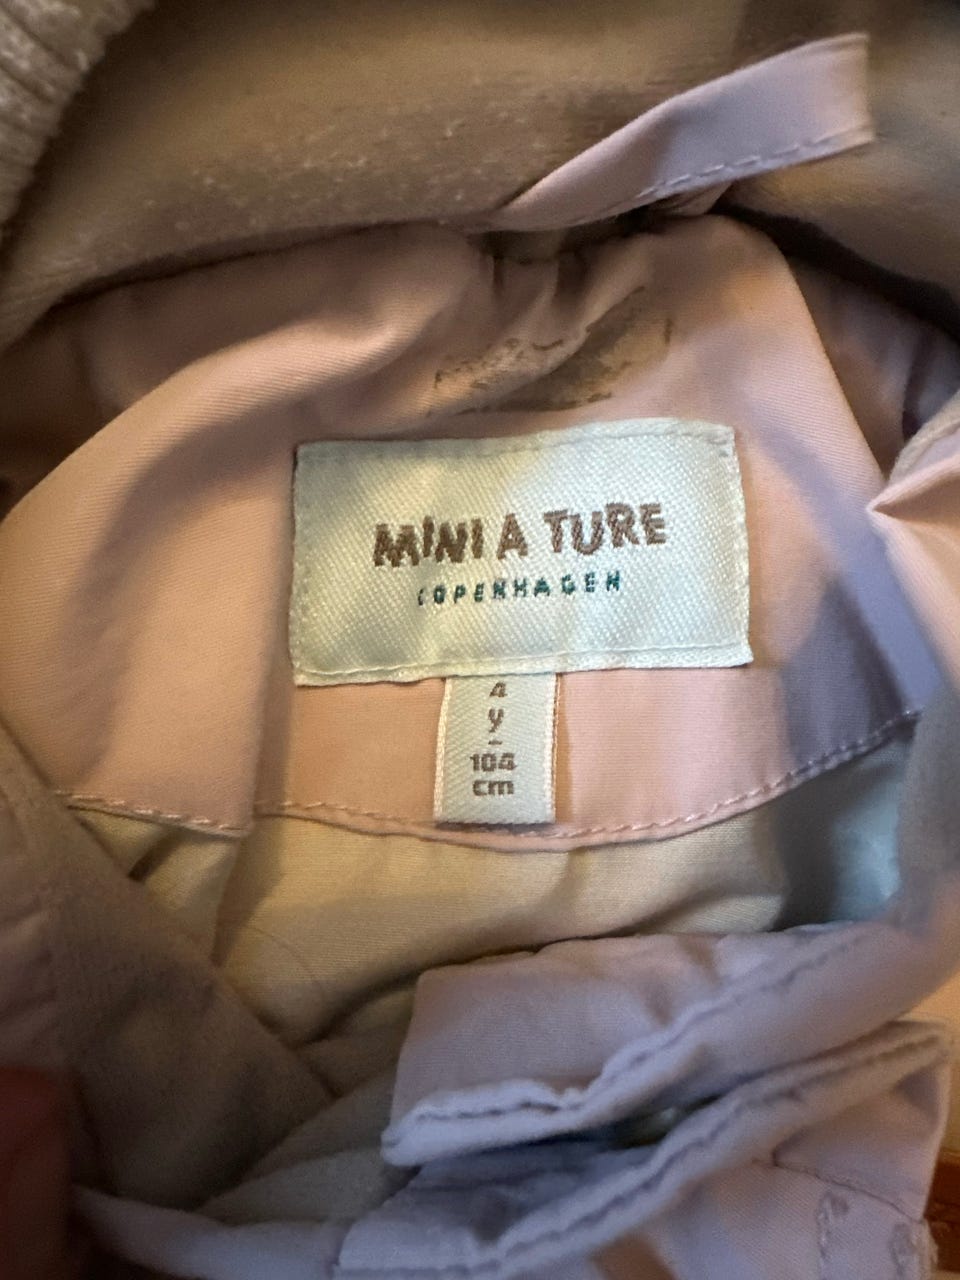 MINI A TURE
COPENHAGEN
4
y
-
104
cm